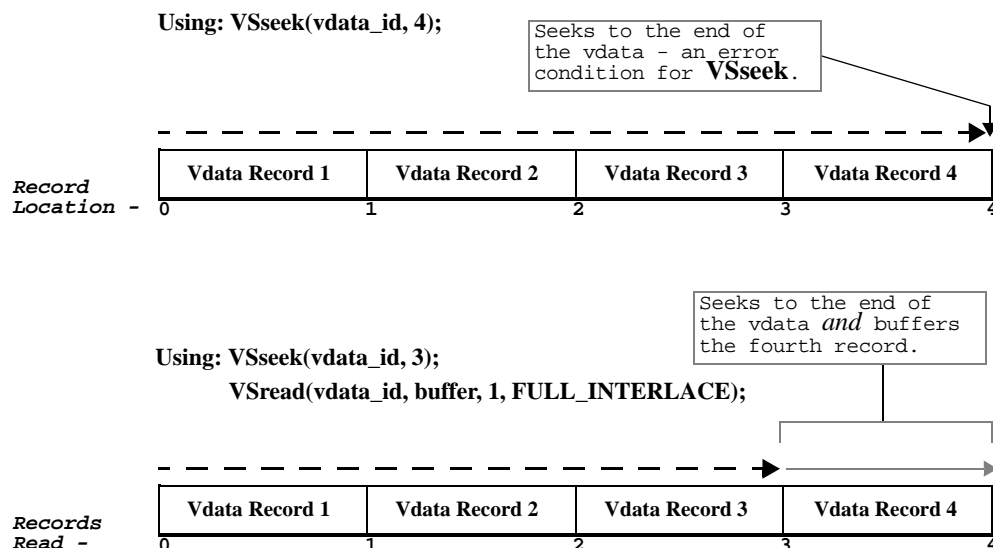 Using: VSseek(vdata_id, 4);
Seeks to the end of
the vdata - an error
condition for VSseek.
Vdata Record 1 Vdata Record 2 Vdata Record 3 Vdata Record 4
Record
Location -
0 1 2 3 4
Seeks to the end of
the vdata and buffers
the fourth record.
Using: VSseek(vdata_id, 3);
VSread(vdata_id, buffer, 1, FULL_INTERLACE);
Vdata Record 1 Vdata Record 2 Vdata Record 3 Vdata Record 4
Records
Read -
0 1 2 3 4